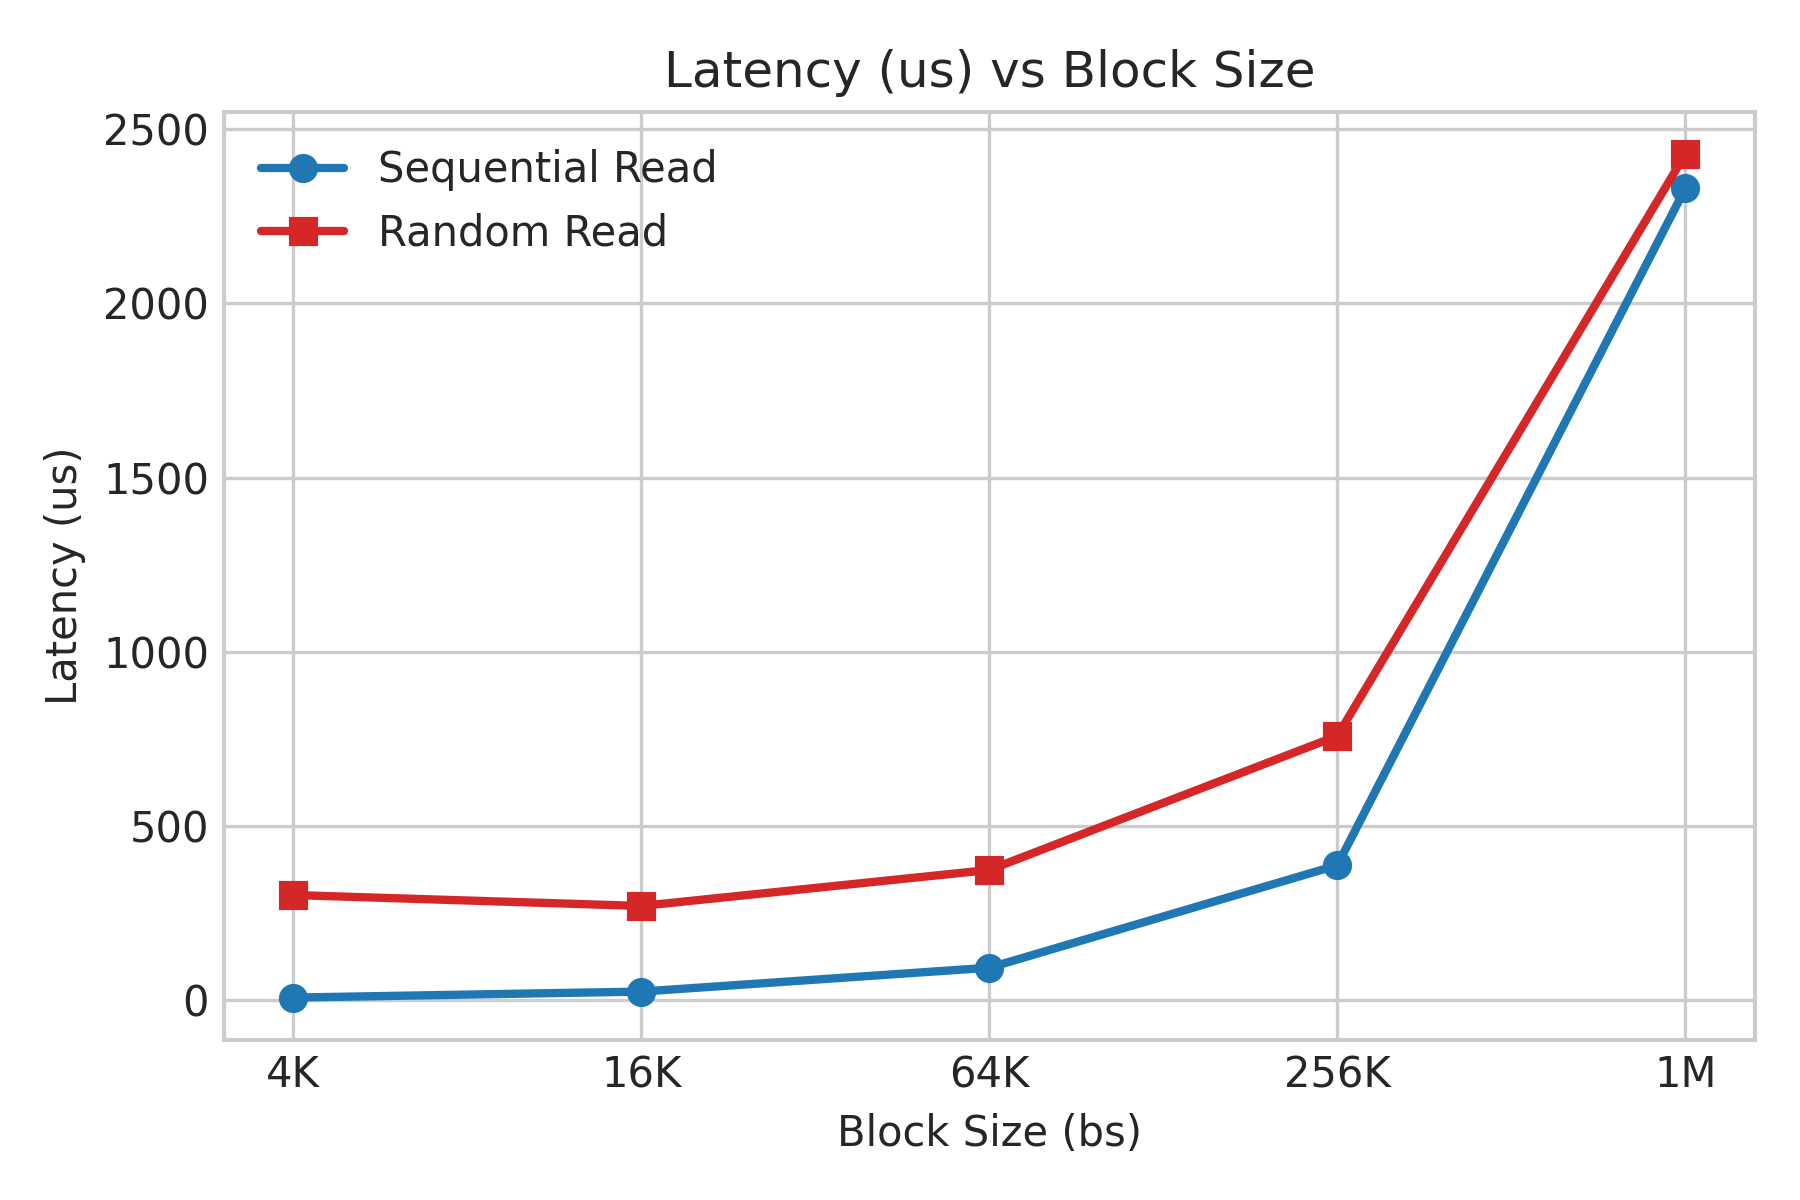 Latency (us) vs Block Size
2500
2000
1500
1000
500
0
Latency (us)
Sequential Read
Random Read
4K 16K 64K 256K 1M
Block Size (bs)